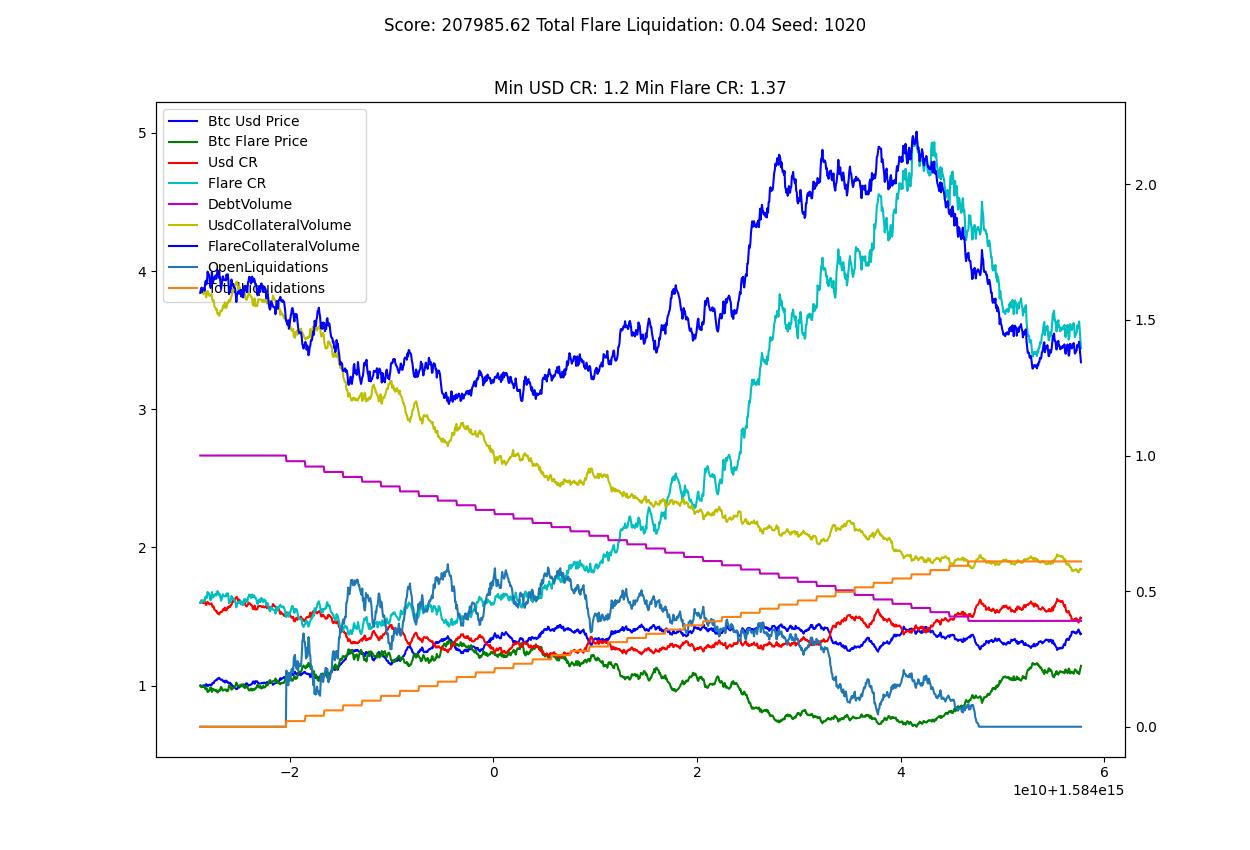 Score: 207985.62 Total Flare Liquidation: 0.04 Seed: 1020
Min USD CR: 1.2 Min Flare CR: 1.37
Btc Usd Price
Btc Flare Price
Usd CR
Flare CR
DebtVolume
UsdCollateralVolume
FlareCollateralVolume
OpenLiquidations
TotalLiquidations
5
4
3
2
1
2.0
1.5
1.0
0.5
0.0
−2 0 2 4 6
1e10+1.584e15